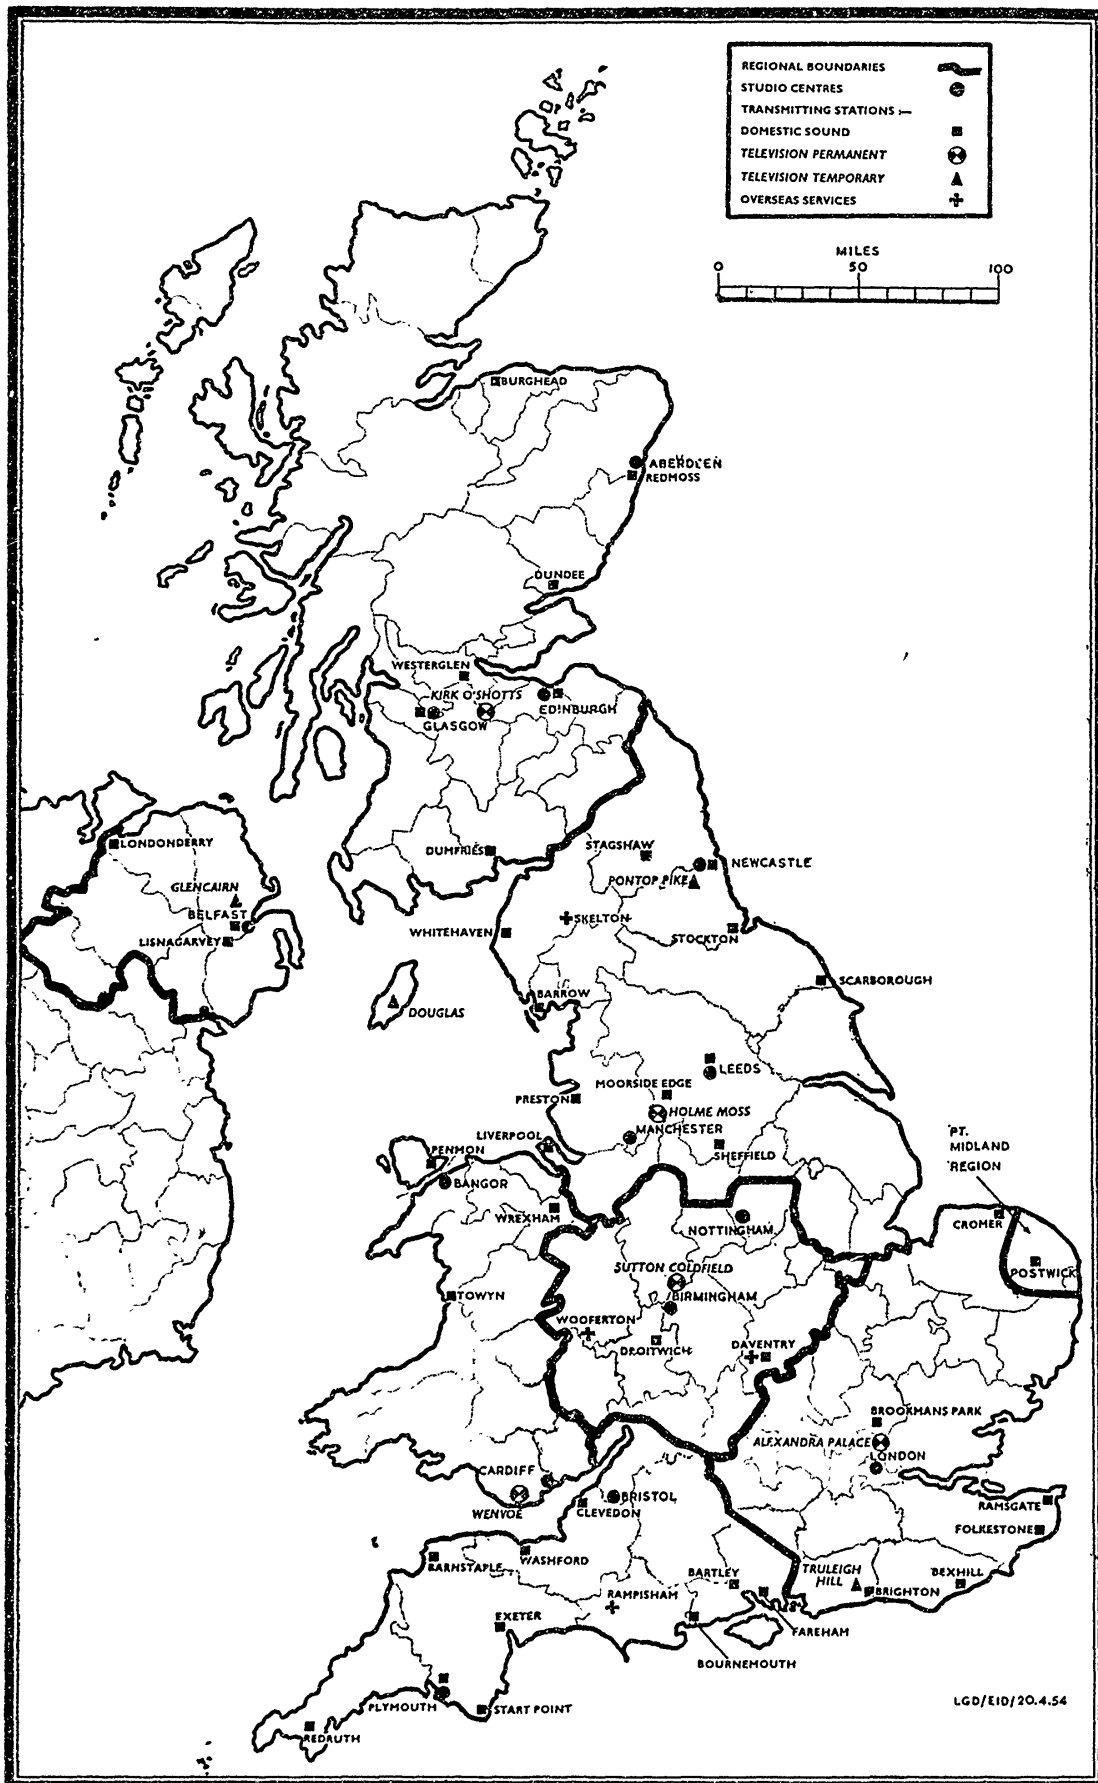 REGIONAL BOUNDARIES
STUDIO CENTRES
TRANSMITTING STATIONS :—
DOMESTIC SOUND
TELEVISION PERMANENT
TELEVISION TEMPORARY
OVERSEAS SERVICES
MILES
0 50 100
BURGHEAD
ABERDEEN
REDMOSS
DUNDEE
WESTERGLEN
KIRK O'SHOTTS
EDINBURGH
GLASGOW
LONDONDERRY
DUMFRIES
STAGSHAW
NEWCASTLE
PONTOP PIKE
GLENCAIRN
BELFAST
LISNAGARVEY
SKELTON
WHITEHAVEN
STOCKTON
SCARBOROUGH
BARROW
DOUGLAS
LEEDS
MOORSIDE EDGE
PRESTON
HOLME MOSS
MANCHESTER
LIVERPOOL
SHEFFIELD
PT.
MIDLAND
REGION
PENMON
BANGOR
WREXHAM
NOTTINGHAM
CROMER
POSTWICK
SUTTON COLDFIELD
BIRMINGHAM
TOWYN
WOOFERTON
DROITWICH
DAVENTRY
BROOKMANS PARK
ALEXANDRA PALACE
LONDON
CARDIFF
WENVOE
BRISTOL
CLEVEDON
RAMSGATE
FOLKESTONE
BARNSTAPLE
WASHFORD
BARTLEY
TRULEIGH
HILL
BEXHILL
BRIGHTON
RAMPISHAM
EXETER
FAREHAM
BOURNEMOUTH
PLYMOUTH
START POINT
REDRUTH
LGD/EID/20.4.54